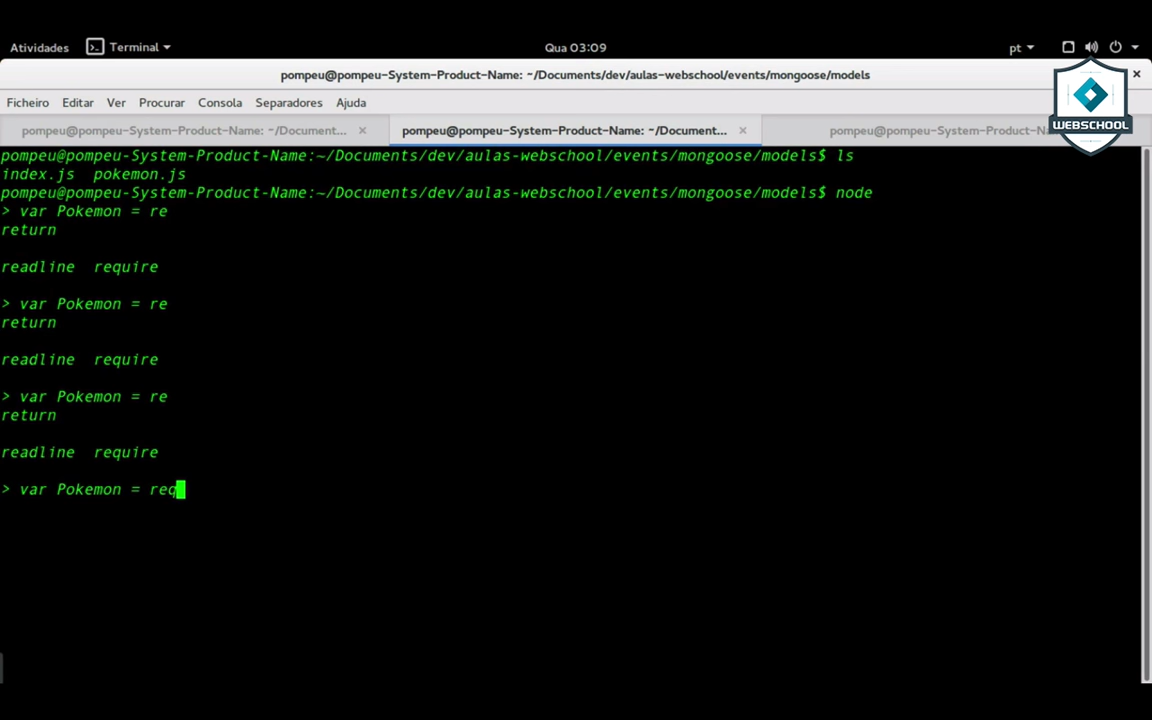 Atividades Terminal Qua 03:09 pt
pompeu@pompeu-System-Product-Name: ~/Documents/dev/aulas-webschool/events/mongoose/models
Ficheiro Editar Ver Procurar Consola Separadores Ajuda
WEBSCHOOL
pompeu@pompeu-System-Product-Name: ~/Document... pompeu@pompeu-System-Product-Name: ~/Document... pompeu@pompeu-System-Product-Na
pompeu@pompeu-System-Product-Name:~/Documents/dev/aulas-webschool/events/mongoose/models$ ls
index.js pokemon.js
pompeu@pompeu-System-Product-Name:~/Documents/dev/aulas-webschool/events/mongoose/models$ node
> var Pokemon = re
return
readline require
> var Pokemon = re
return
readline require
> var Pokemon = re
return
readline require
> var Pokemon = req